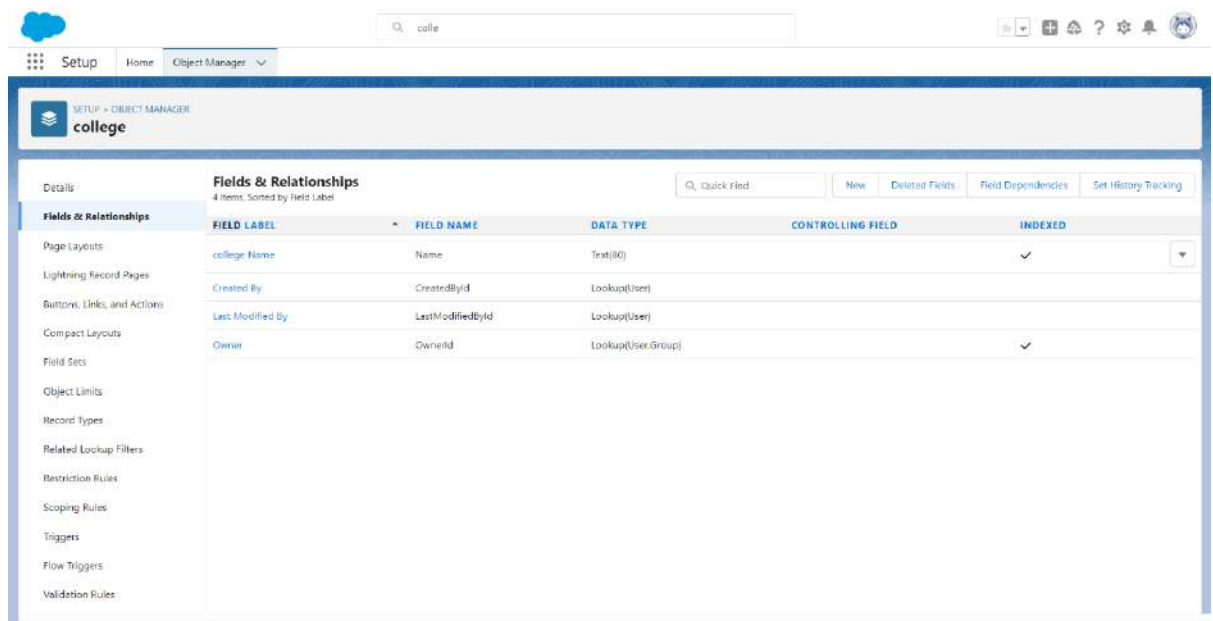 colle
Setup Home Object Manager
SETUP > OBJECT MANAGER
college
Details
Fields & Relationships
Page Layouts
Lightning Record Pages
Buttons, Links, and Actions
Compact Layouts
Field Sets
Object Limits
Record Types
Related Lookup Filters
Restriction Rules
Scoping Rules
Triggers
Flow Triggers
Validation Rules
Fields & Relationships
4 Items, Sorted by Field Label
Quick Find New Deleted Fields Field Dependencies Set History Tracking
FIELD LABEL FIELD NAME DATA TYPE CONTROLLING FIELD INDEXED
college Name Name Text(80)
Created By CreatedById Lookup(User)
Last Modified By LastModifiedById Lookup(User)
Owner OwnerId Lookup(User,Group)